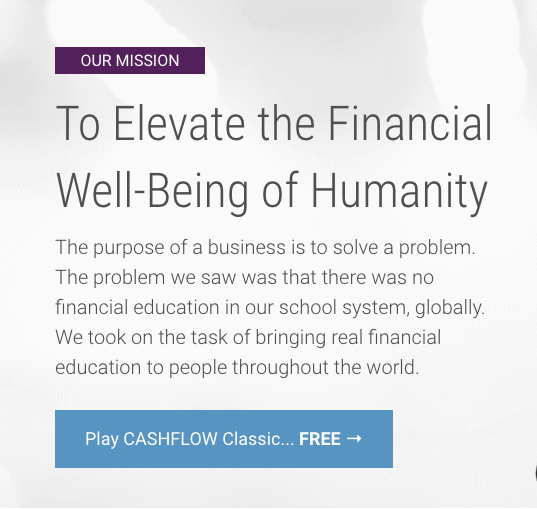 OUR MISSION
To Elevate the Financial
Well-Being of Humanity
The purpose of a business is to solve a problem.
The problem we saw was that there was no
financial education in our school system, globally.
We took on the task of bringing real financial
education to people throughout the world.
Play CASHFLOW Classic... FREE →